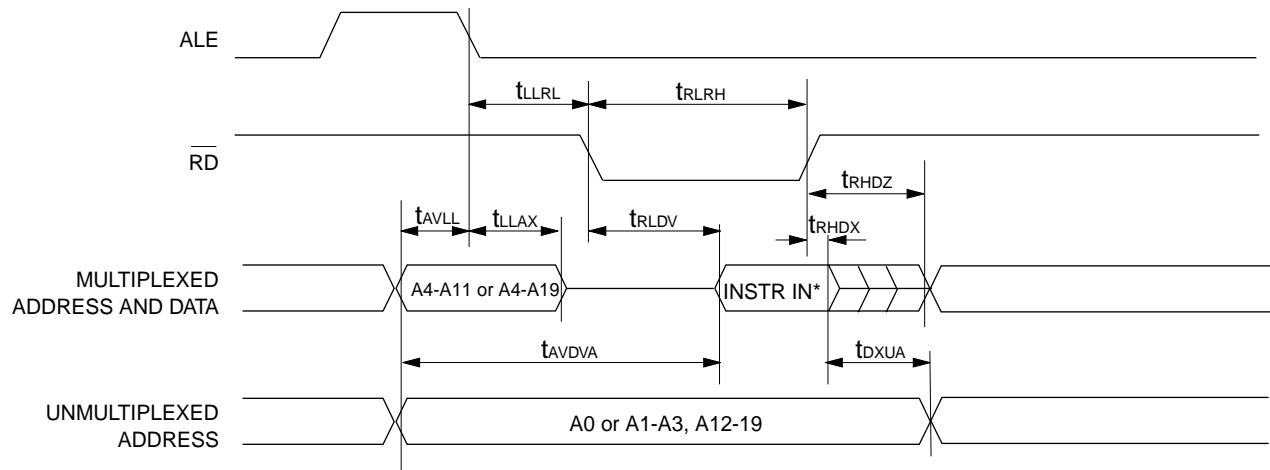 ALE
tLLRL
tRLRH
RD
tRHDZ
tAVLL
tLLAX
tRLDV
tRHDX
MULTIPLEXED
ADDRESS AND DATA
A4-A11 or A4-A19
INSTR IN*
tAVDVA
tDXUA
UNMULTIPLEXED
ADDRESS
A0 or A1-A3, A12-19